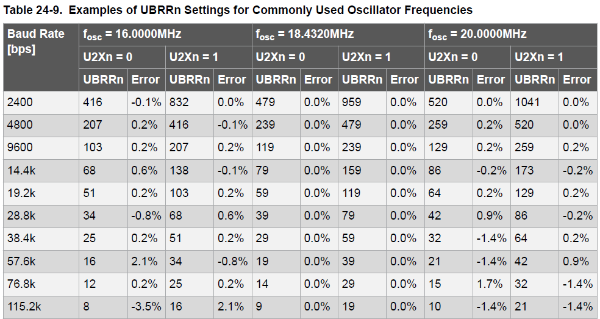 Table 24-9. Examples of UBRRn Settings for Commonly Used Oscillator Frequencies
Baud Rate [bps] fosc = 16.0000MHz fosc = 18.4320MHz fosc = 20.0000MHz
U2Xn = 0 U2Xn = 1 U2Xn = 0 U2Xn = 1 U2Xn = 0 U2Xn = 1
UBRRn Error UBRRn Error UBRRn Error UBRRn Error UBRRn Error UBRRn Error
2400 416 -0.1% 832 0.0% 479 0.0% 959 0.0% 520 0.0% 1041 0.0%
4800 207 0.2% 416 -0.1% 239 0.0% 479 0.0% 259 0.2% 520 0.0%
9600 103 0.2% 207 0.2% 119 0.0% 239 0.0% 129 0.2% 259 0.2%
14.4k 68 0.6% 138 -0.1% 79 0.0% 159 0.0% 86 -0.2% 173 -0.2%
19.2k 51 0.2% 103 0.2% 59 0.0% 119 0.0% 64 0.2% 129 0.2%
28.8k 34 -0.8% 68 0.6% 39 0.0% 79 0.0% 42 0.9% 86 -0.2%
38.4k 25 0.2% 51 0.2% 29 0.0% 59 0.0% 32 -1.4% 64 0.2%
57.6k 16 2.1% 34 -0.8% 19 0.0% 39 0.0% 21 -1.4% 42 0.9%
76.8k 12 0.2% 25 0.2% 14 0.0% 29 0.0% 15 1.7% 32 -1.4%
115.2k 8 -3.5% 16 2.1% 9 0.0% 19 0.0% 10 -1.4% 21 -1.4%